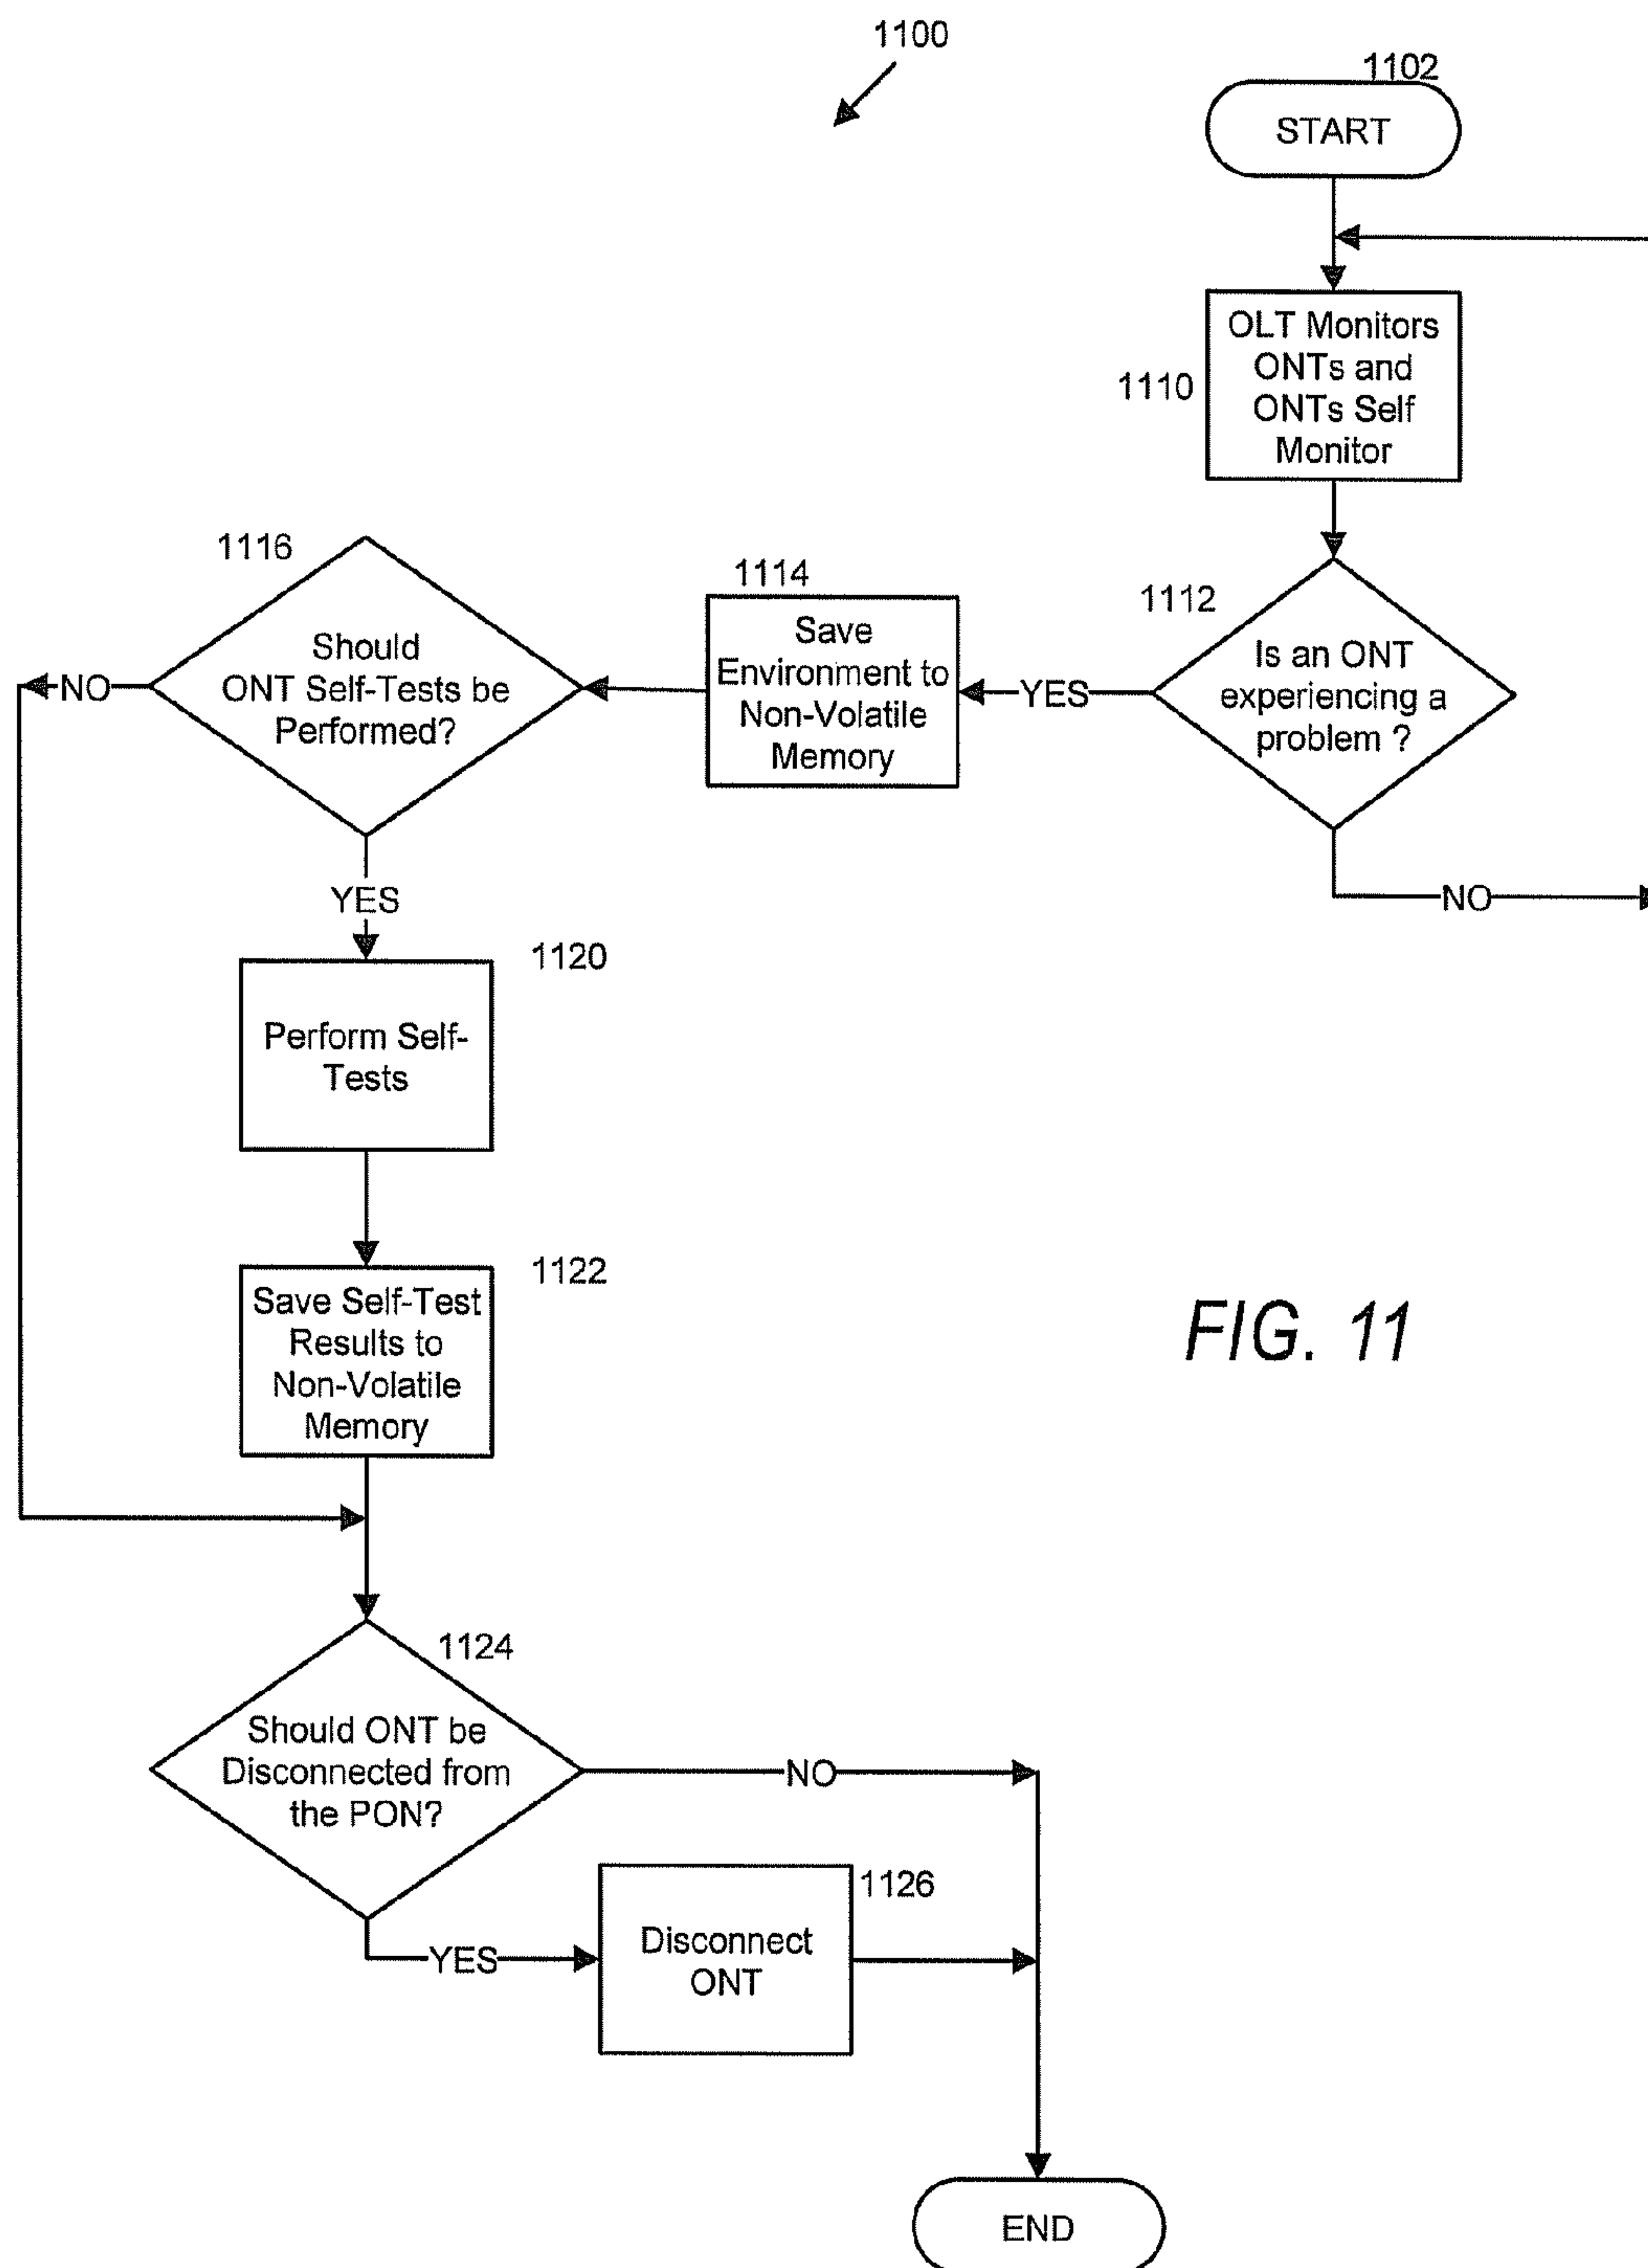 1100
1102
START
OLT Monitors
ONTs and
ONTs Self
Monitor
1110
1112
Is an ONT
experiencing a
problem ?
YES
NO
1114
Save
Environment to
Non-Volatile
Memory
1116
Should
ONT Self-Tests be
Performed?
NO
YES
1120
Perform Self-
Tests
1122
Save Self-Test
Results to
Non-Volatile
Memory
FIG. 11
1124
Should ONT be
Disconnected from
the PON?
NO
YES
1126
Disconnect
ONT
END